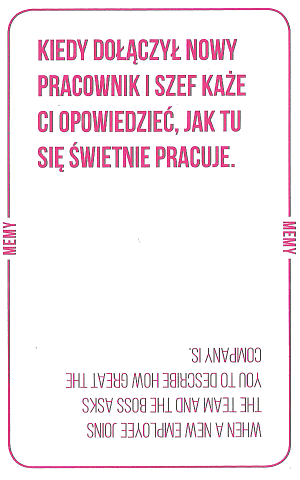 KIEDY DOŁĄCZYŁ NOWY
PRACOWNIK I SZEF KAŻE
CI OPOWIEDZIEĆ, JAK TU
SIĘ ŚWIETNIE PRACUJE.
MEMY
MEMY
WHEN A NEW EMPLOYEE JOINS
THE TEAM AND THE BOSS ASKS
YOU TO DESCRIBE HOW GREAT THE
COMPANY IS.